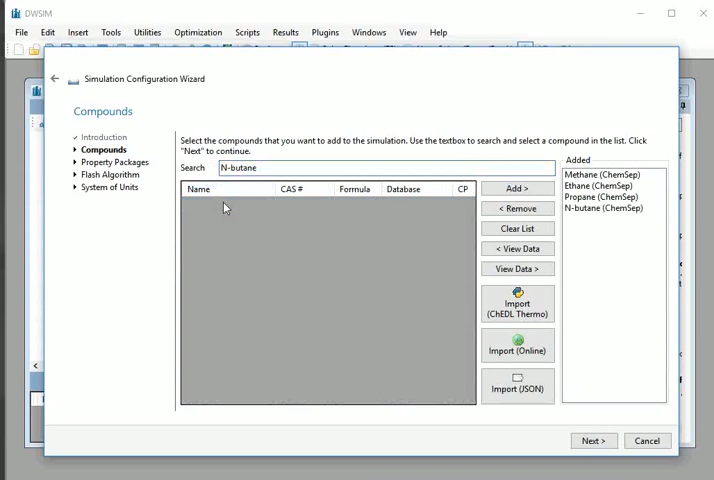 DWSIM
File Edit Insert Tools Utilities Optimization Scripts Results Plugins Windows View Help
Simulation Configuration Wizard
Compounds
Introduction
Compounds
Property Packages
Flash Algorithm
System of Units
Select the compounds that you want to add to the simulation. Use the textbox to search and select a compound in the list. Click
"Next" to continue.
Search N-butane
Name CAS # Formula Database CP
Add >
< Remove
Clear List
< View Data
View Data >
Import
(ChEDL Thermo)
Import (Online)
Import (JSON)
Added
Methane (ChemSep)
Ethane (ChemSep)
Propane (ChemSep)
N-butane (ChemSep)
Next > Cancel